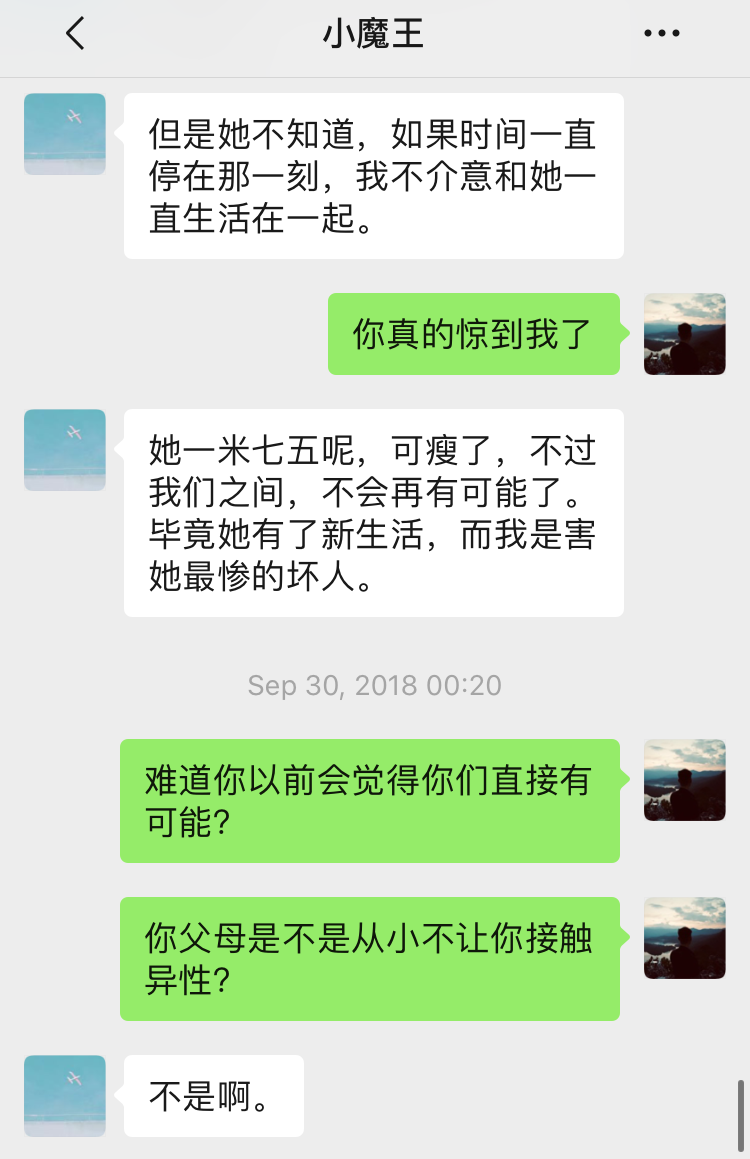 小魔王
但是她不知道，如果时间一直
停在那一刻，我不介意和她一
直生活在一起。
你真的惊到我了
她一米七五呢，可瘦了，不过
我们之间，不会再有可能了。
毕竟她有了新生活，而我是害
她最惨的坏人。
Sep 30, 2018 00:20
难道你以前会觉得你们直接有
可能?
你父母是不是从小不让你接触
异性?
不是啊。